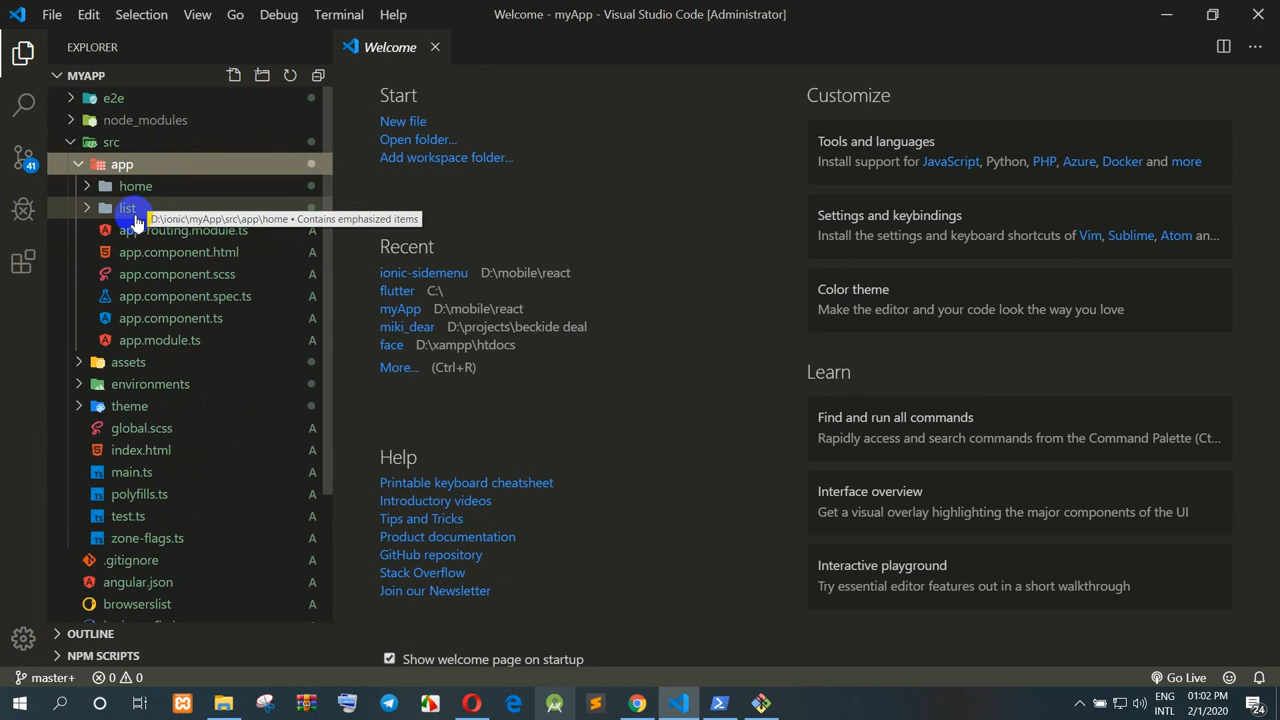 File Edit Selection View Go Debug Terminal Help
Welcome - myApp - Visual Studio Code [Administrator]
EXPLORER
Welcome
MYAPP
e2e
node_modules
src
app
home
list
D:\ionic\myApp\src\app\home • Contains emphasized items
app-routing.module.ts
app.component.html A
app.component.scss A
app.component.spec.ts A
app.component.ts A
app.module.ts A
assets
environments
theme
global.scss A
index.html A
main.ts A
polyfills.ts A
test.ts A
zone-flags.ts A
.gitignore A
angular.json A
browserslist A
OUTLINE
NPM SCRIPTS
41
Start
New file
Open folder...
Add workspace folder...
Recent
ionic-sidemenu D:\mobile\react
flutter C:\
myApp D:\mobile\react
miki_dear D:\projects\beckide deal
face D:\xampp\htdocs
More... (Ctrl+R)
Help
Printable keyboard cheatsheet
Introductory videos
Tips and Tricks
Product documentation
GitHub repository
Stack Overflow
Join our Newsletter
Show welcome page on startup
Customize
Tools and languages
Install support for JavaScript, Python, PHP, Azure, Docker and more
Settings and keybindings
Install the settings and keyboard shortcuts of Vim, Sublime, Atom an...
Color theme
Make the editor and your code look the way you love
Learn
Find and run all commands
Rapidly access and search commands from the Command Palette (Ct...
Interface overview
Get a visual overlay highlighting the major components of the UI
Interactive playground
Try essential editor features out in a short walkthrough
master+ 0 0
Go Live
ENG
INTL
01:02 PM
2/1/2020
24